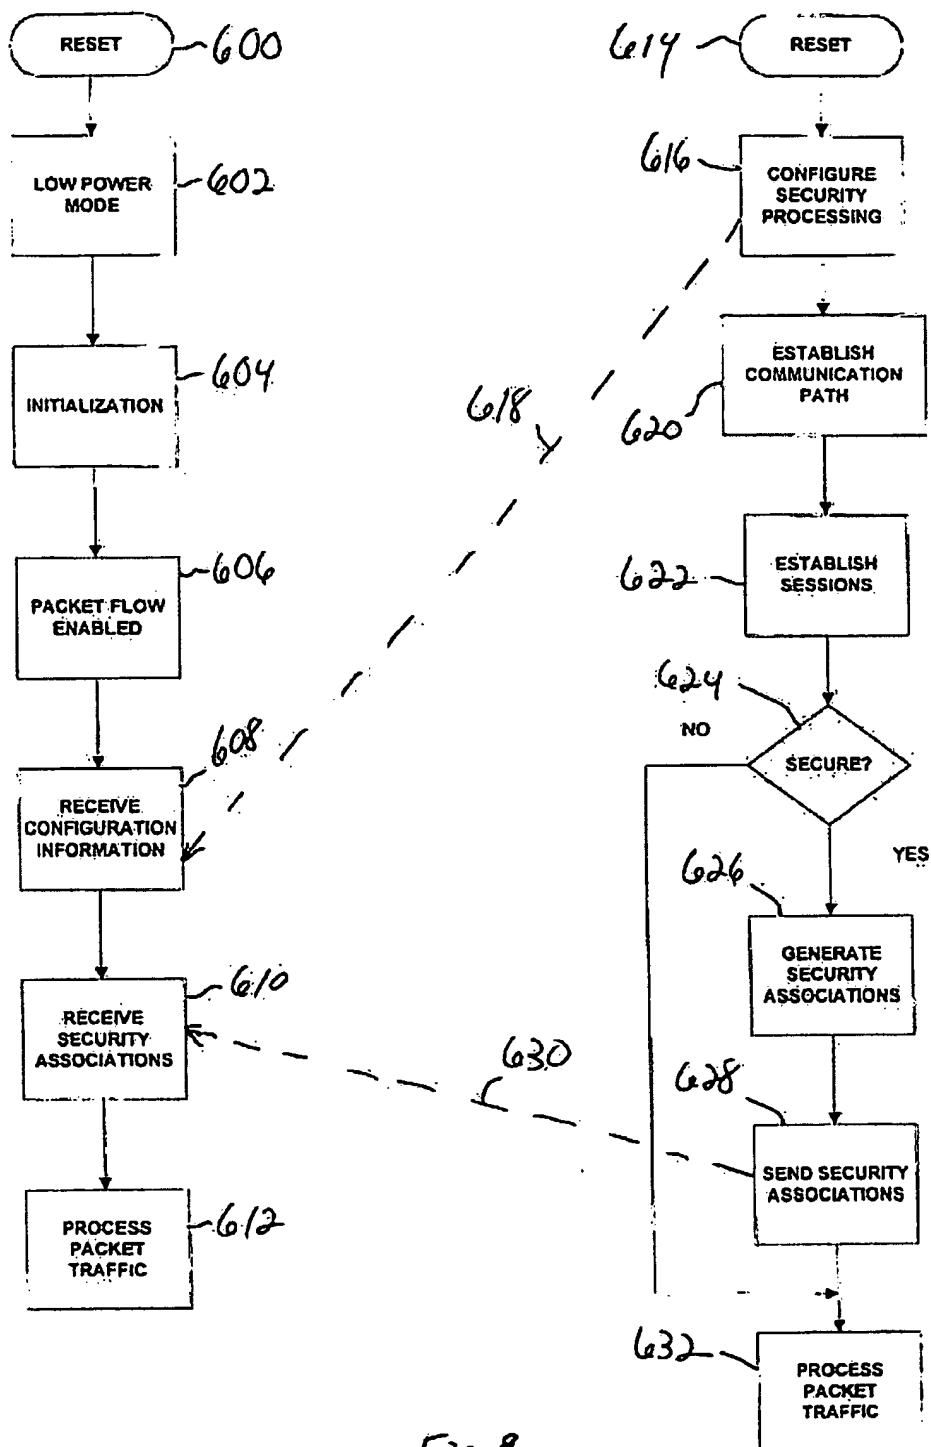 RESET
600
LOW POWER
MODE
602
INITIALIZATION
604
PACKET FLOW
ENABLED
606
RECEIVE
CONFIGURATION
INFORMATION
608
RECEIVE
SECURITY
ASSOCIATIONS
610
PROCESS
PACKET
TRAFFIC
612
614
RESET
616
CONFIGURE
SECURITY
PROCESSING
618
ESTABLISH
COMMUNICATION
PATH
620
622
ESTABLISH
SESSIONS
624
NO
SECURE?
YES
626
GENERATE
SECURITY
ASSOCIATIONS
628
630
SEND SECURITY
ASSOCIATIONS
632
PROCESS
PACKET
TRAFFIC
Fig. 8